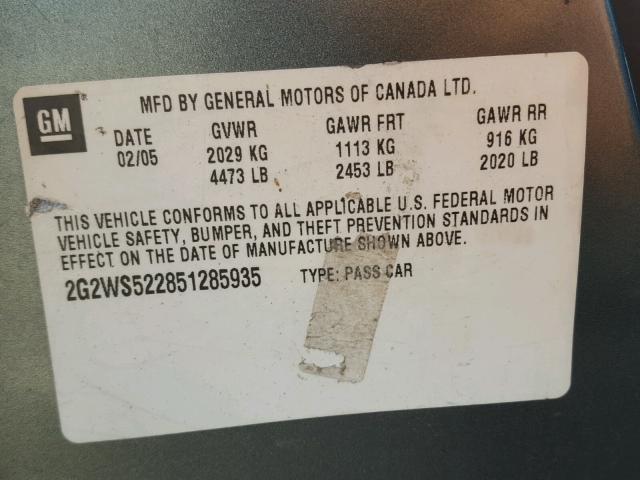 GM
MFD BY GENERAL MOTORS OF CANADA LTD.
DATE GVWR GAWR FRT GAWR RR
02/05 2029 KG 1113 KG 916 KG
4473 LB 2453 LB 2020 LB
THIS VEHICLE CONFORMS TO ALL APPLICABLE U.S. FEDERAL MOTOR
VEHICLE SAFETY, BUMPER, AND THEFT PREVENTION STANDARDS IN
EFFECT ON THE DATE OF MANUFACTURE SHOWN ABOVE.
2G2WS522851285935 TYPE: PASS CAR